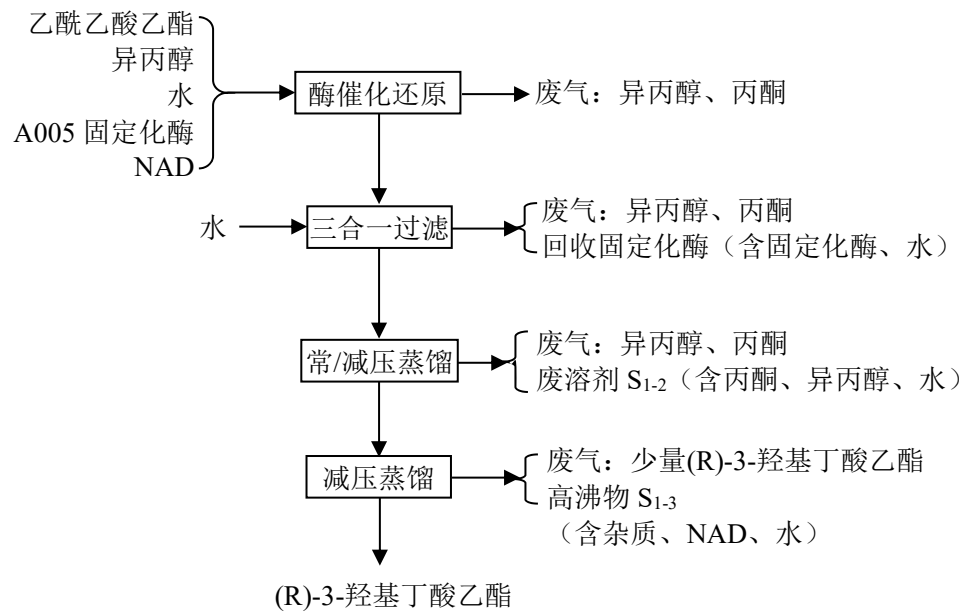 乙酰乙酸乙酯
异丙醇
水
A005 固定化酶
NAD
酶催化还原
废气：异丙醇、丙酮
水
三合一过滤
废气：异丙醇、丙酮
回收固定化酶（含固定化酶、水）
常/减压蒸馏
废气：异丙醇、丙酮
废溶剂 S1-2（含丙酮、异丙醇、水）
减压蒸馏
废气：少量(R)-3-羟基丁酸乙酯
高沸物 S1-3
（含杂质、NAD、水）
(R)-3-羟基丁酸乙酯